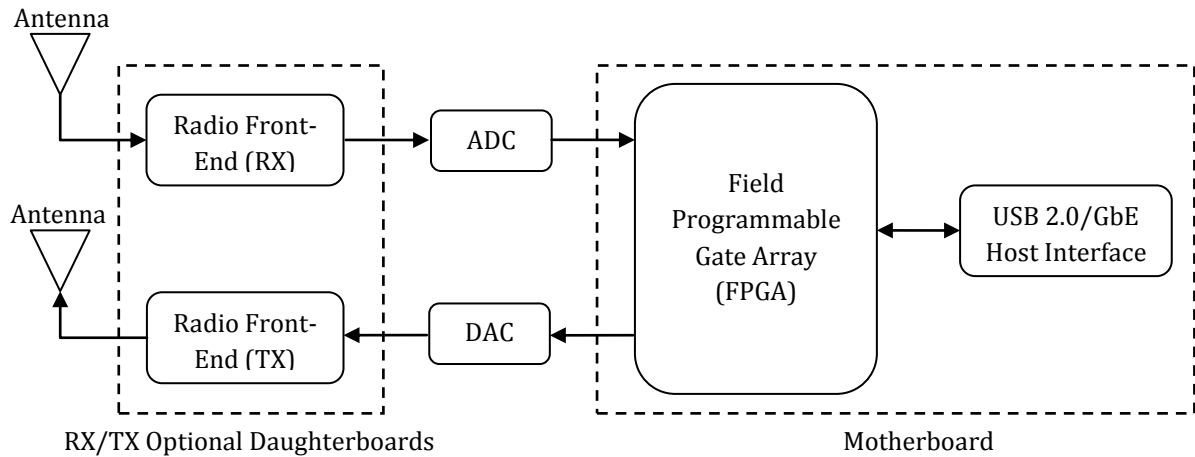 Antenna
Radio Front-
End (RX)
ADC
Field
Programmable
Gate Array
(FPGA)
USB 2.0/GbE
Host Interface
Antenna
Radio Front-
End (TX)
DAC
RX/TX Optional Daughterboards
Motherboard